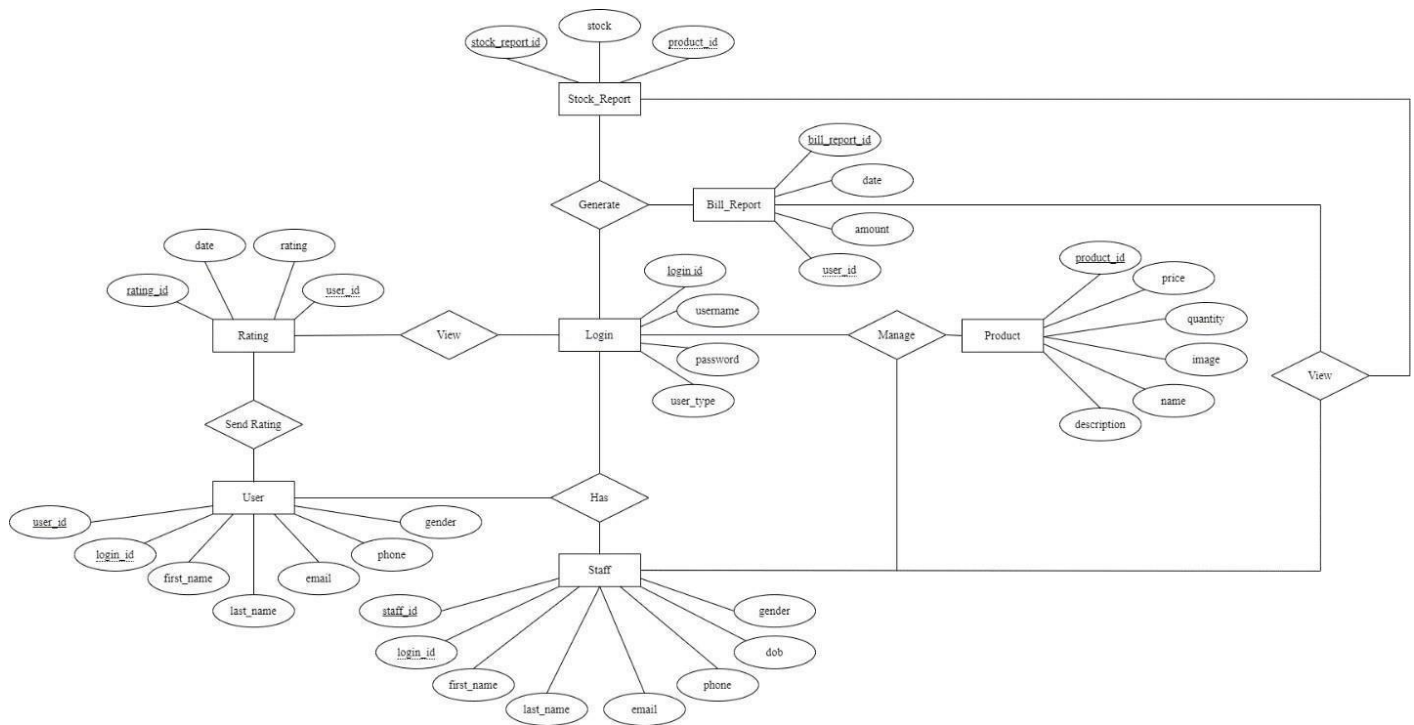 stock
stock_report id
product_id
Stock_Report
bill_report_id
date
Generate
Bill_Report
amount
user_id
date
rating
rating_id
user_id
login id
username
password
user_type
product_id
price
quantity
image
name
description
Rating
View
Login
Manage
Product
View
Send Rating
User
Has
user_id
login_id
first_name
last_name
email
phone
gender
Staff
staff_id
login_id
first_name
last_name
email
phone
dob
gender